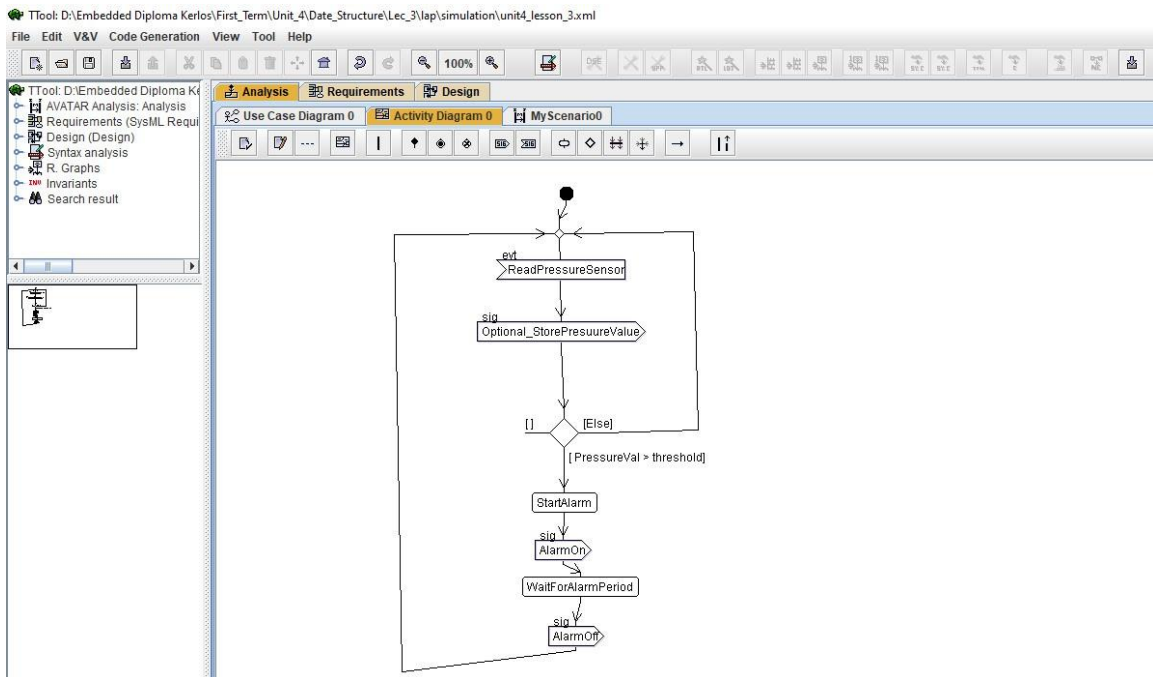 TTool: D:\Embedded Diploma Kerlos\First_Term\Unit_4\Date_Structure\Lec_3\lap\simulation\unit4_lesson_3.xml
File Edit V&V Code Generation View Tool Help
100%
TTool: D:\Embedded Diploma Ke
AVATAR Analysis: Analysis
Requirements (SysML Requi
Design (Design)
Syntax analysis
R. Graphs
INV Invariants
Search result
Analysis Requirements Design
Use Case Diagram 0 Activity Diagram 0 MyScenario0
SIG SIG
evt
ReadPressureSensor
sig
Optional_StorePresuureValue
[ ] [Else]
[ PressureVal > threshold]
StartAlarm
sig
AlarmOn
WaitForAlarmPeriod
sig
AlarmOff